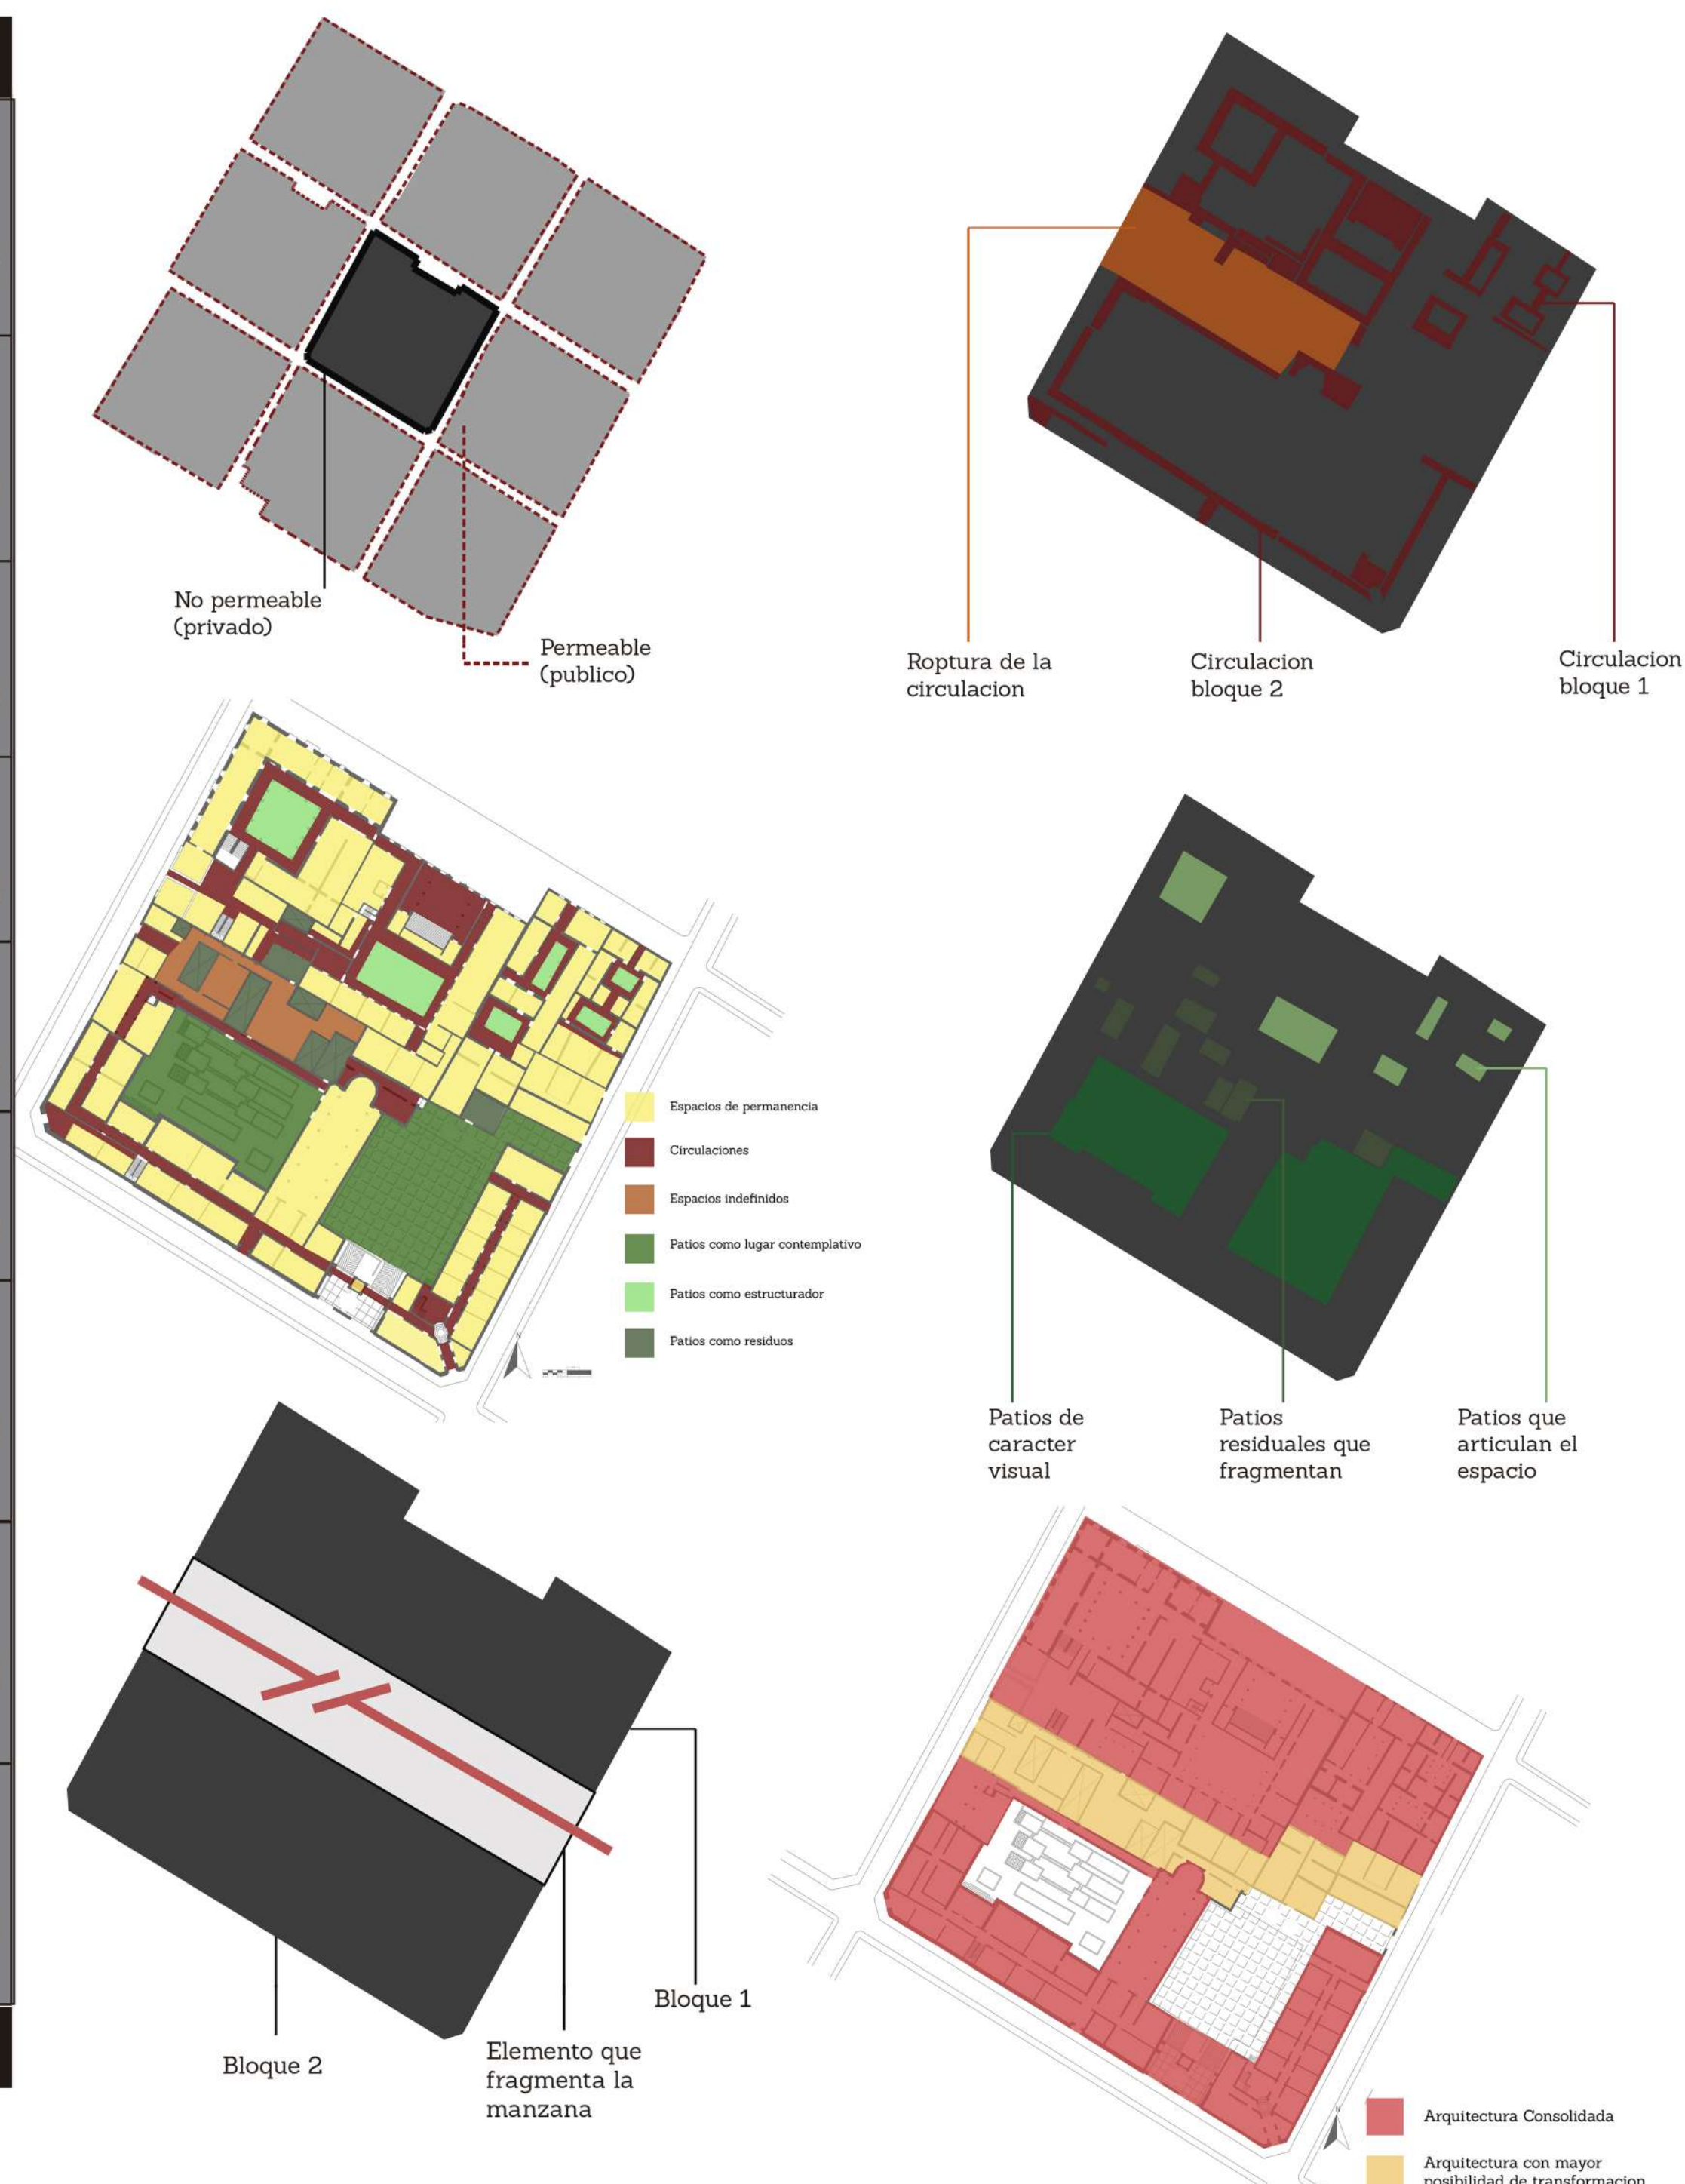 No permeable
(privado)
Permeable
(publico)
Roptura de la
circulacion
Circulacion
bloque 2
Circulacion
bloque 1
Espacios de permanencia
Circulaciones
Espacios indefinidos
Patios como lugar contemplativo
Patios como estructurador
Patios como residuos
N
Patios de
caracter
visual
Patios
residuales que
fragmentan
Patios que
articulan el
espacio
Bloque 1
Bloque 2
Elemento que
fragmenta la
manzana
N
Arquitectura Consolidada
Arquitectura con mayor
posibilidad de transformacion